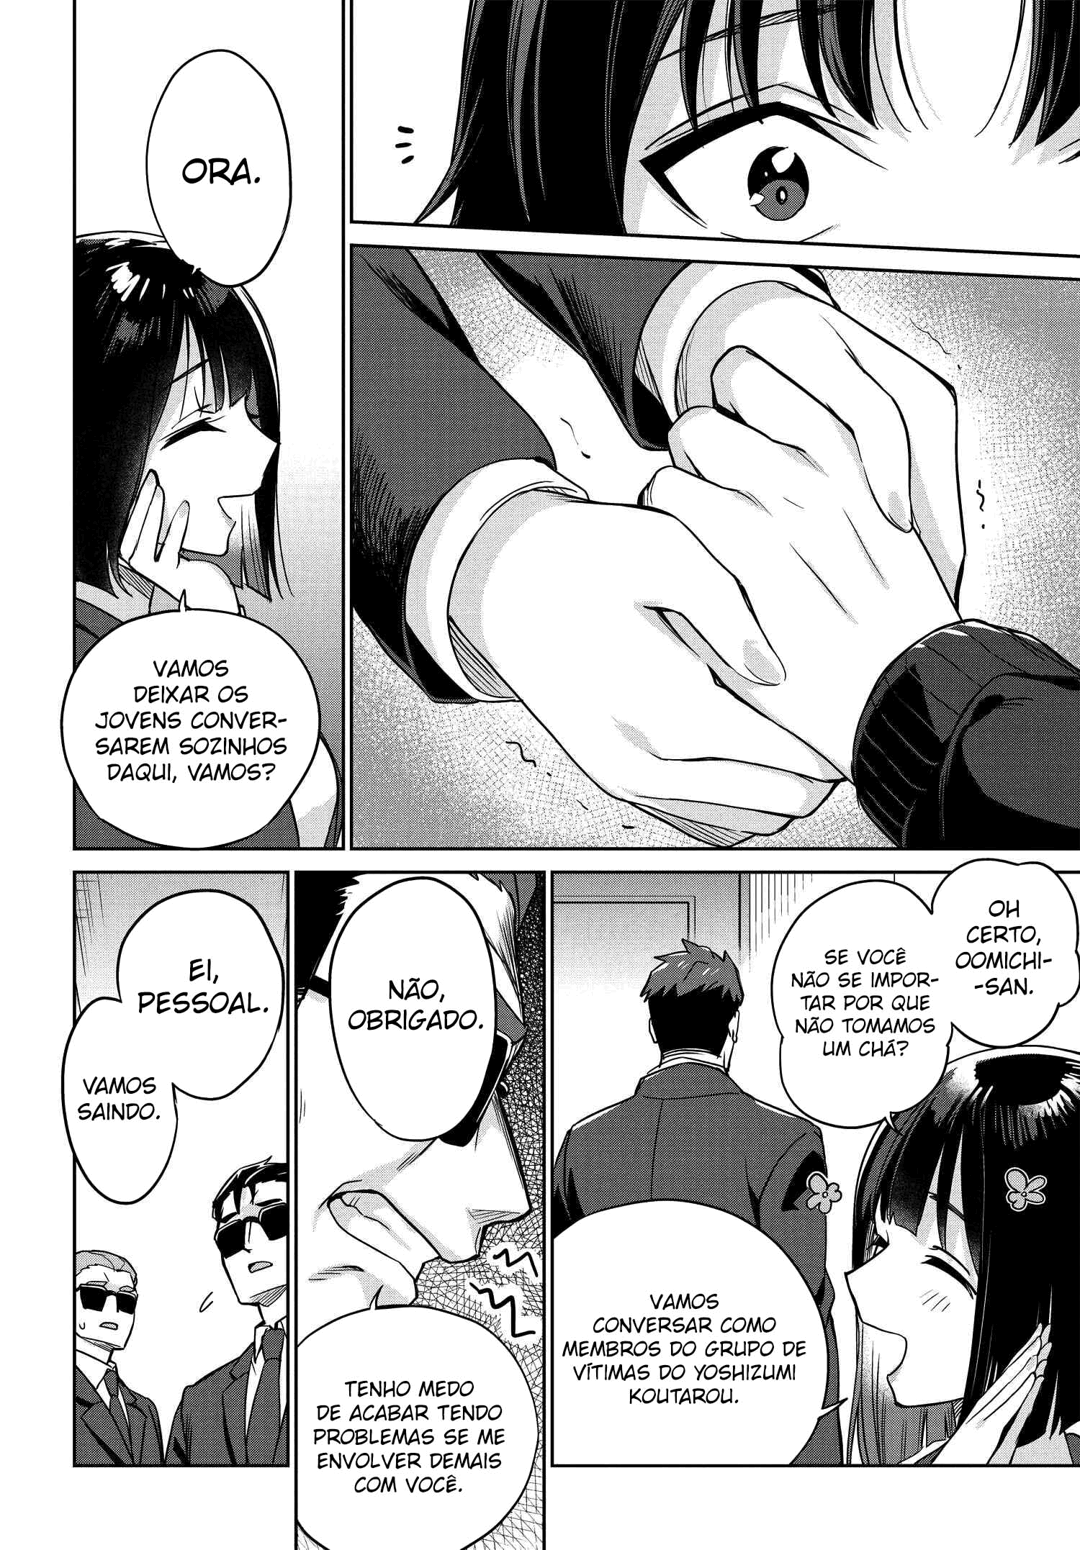 ORA.
VAMOS
DEIXAR OS
JOVENS CONVER-
SAREM SOZINHOS
DAQUI, VAMOS?
OH
CERTO,
OOMICHI-
-SAN.
SE VOCÊ
NÃO SE IMPOR-
TAR POR QUE
NÃO TOMAMOS
UM CHÁ?
VAMOS
CONVERSAR COMO
MEMBROS DO GRUPO DE
VÍTIMAS DO YOSHIZUMI
KOUTAROU.
NÃO,
OBRIGADO.
TENHO MEDO
DE ACABAR TENDO
PROBLEMAS SE ME
ENVOLVER DEMAIS
COM VOCÊ.
EI,
PESSOAL.
VAMOS
SAINDO.